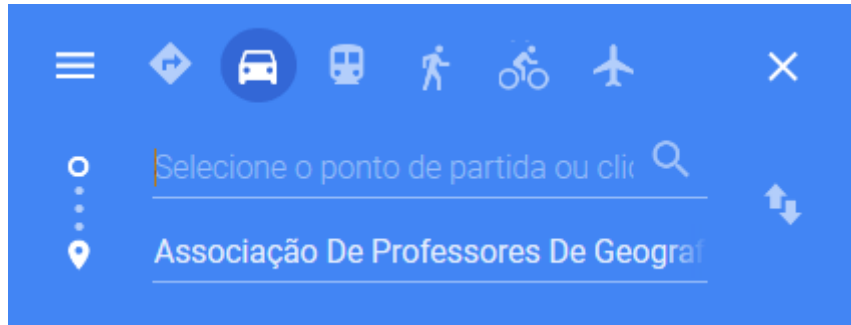 Selecione o ponto de partida ou clic
Associação De Professores De Geograf